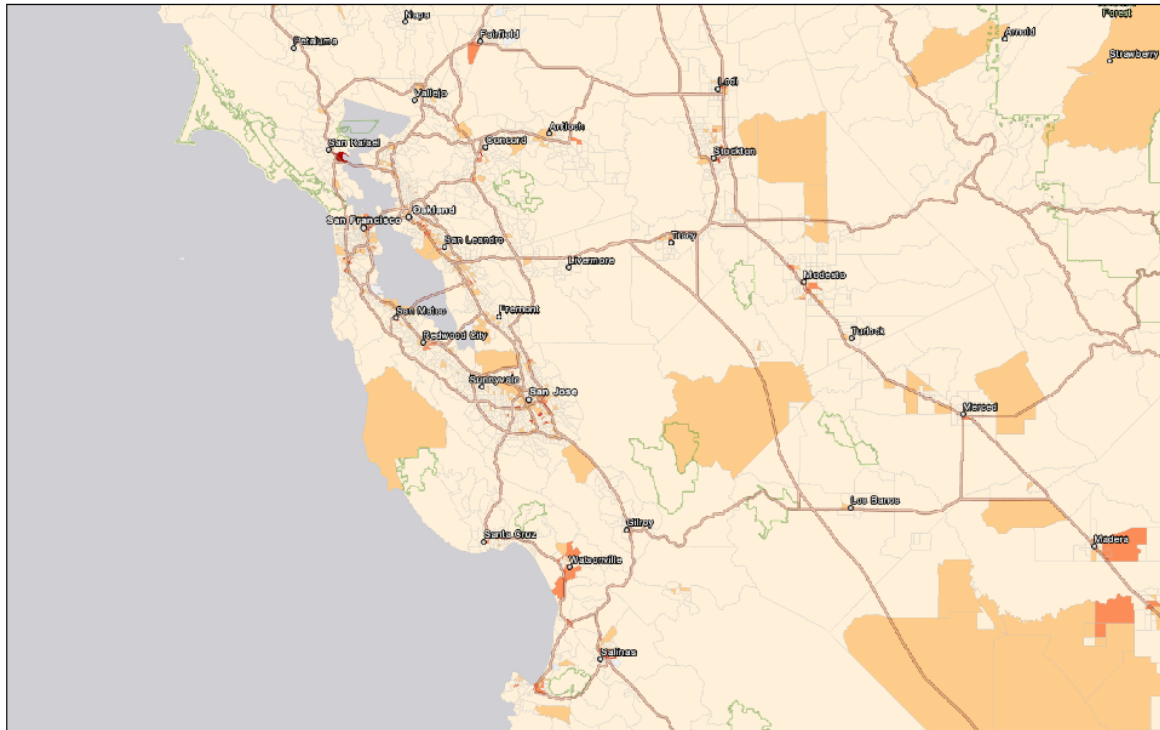 Napa
Forest
Petaluma
Fairfield
Arnold
Strawberry
Vallejo
Lodi
Antioch
San Rafael
Concord
Stockton
Oakland
San Francisco
San Leandro
Tracy
Livermore
Modesto
San Mateo
Fremont
Redwood City
Turlock
Sunnyvale
San Jose
Merced
Los Banos
Gilroy
Santa Cruz
Madera
Watsonville
Salinas